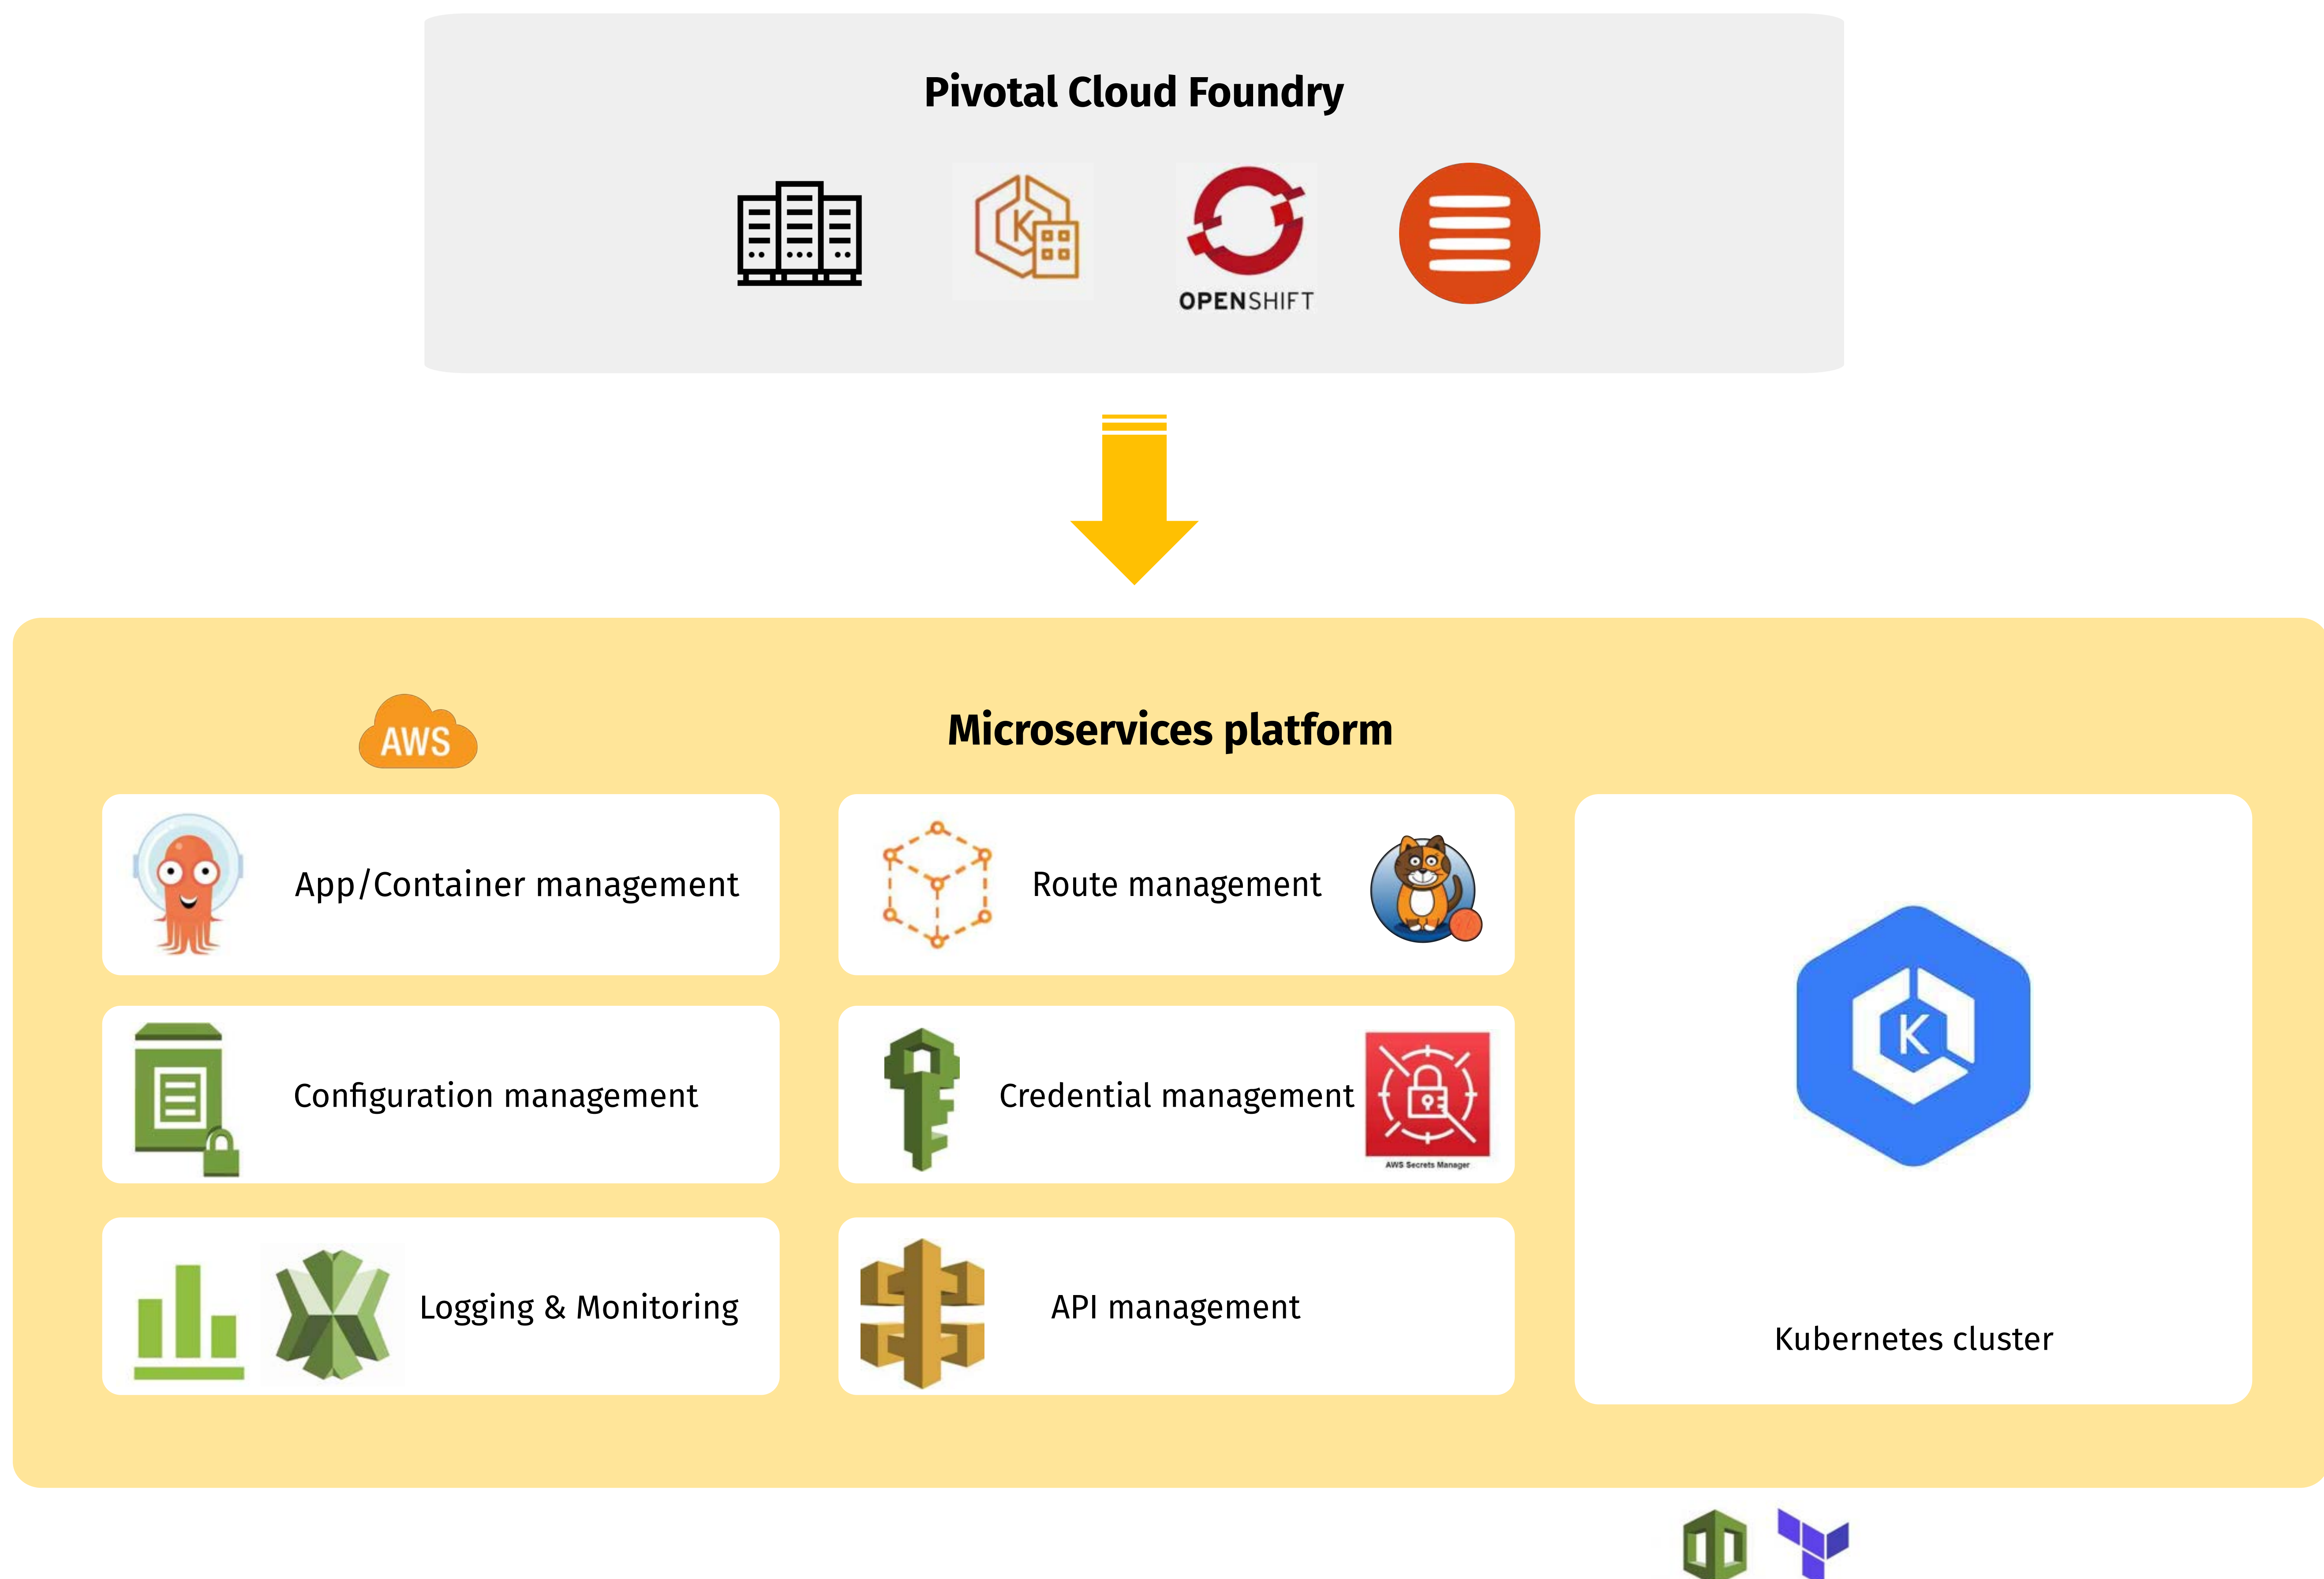 Pivotal Cloud Foundry
K
OPENSHIFT
AWS
Microservices platform
App/Container management
Route management
Configuration management
Credential management
AWS Secrets Manager
K
Logging & Monitoring
API management
Kubernetes cluster